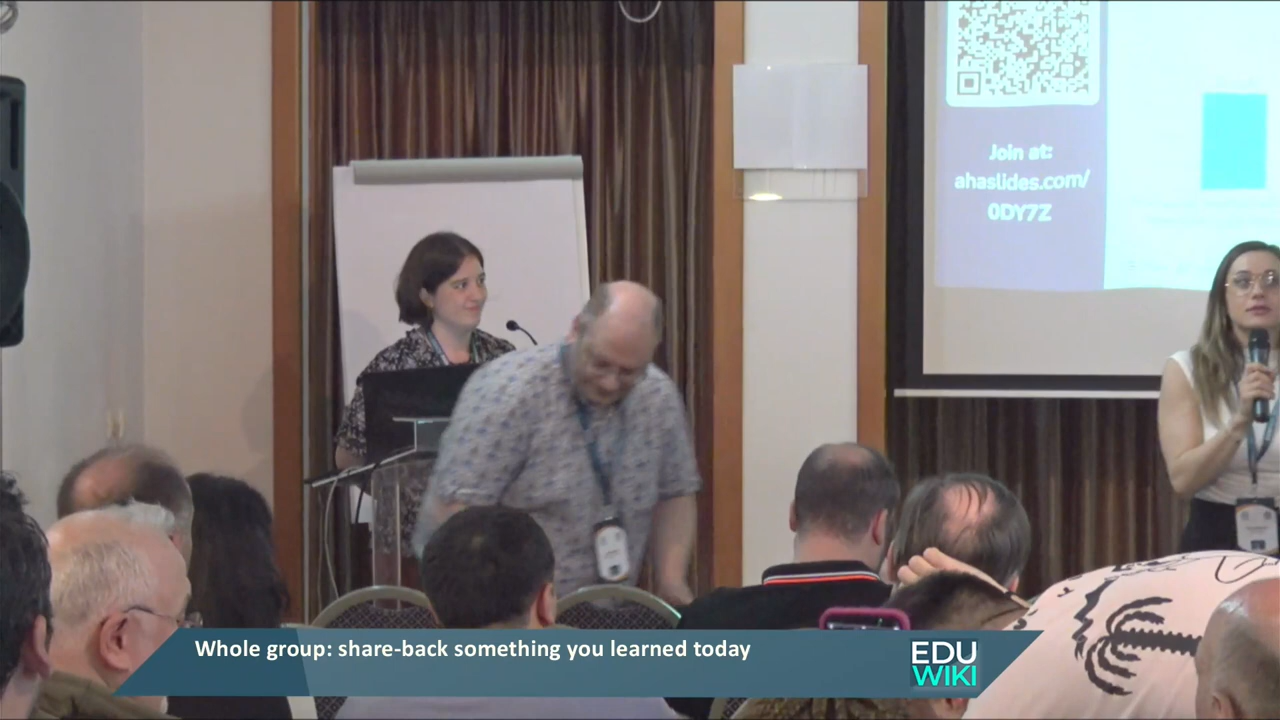 Join at:
ahaslides.com/
0DY7Z
Whole group: share-back something you learned today
EDU
WIKI